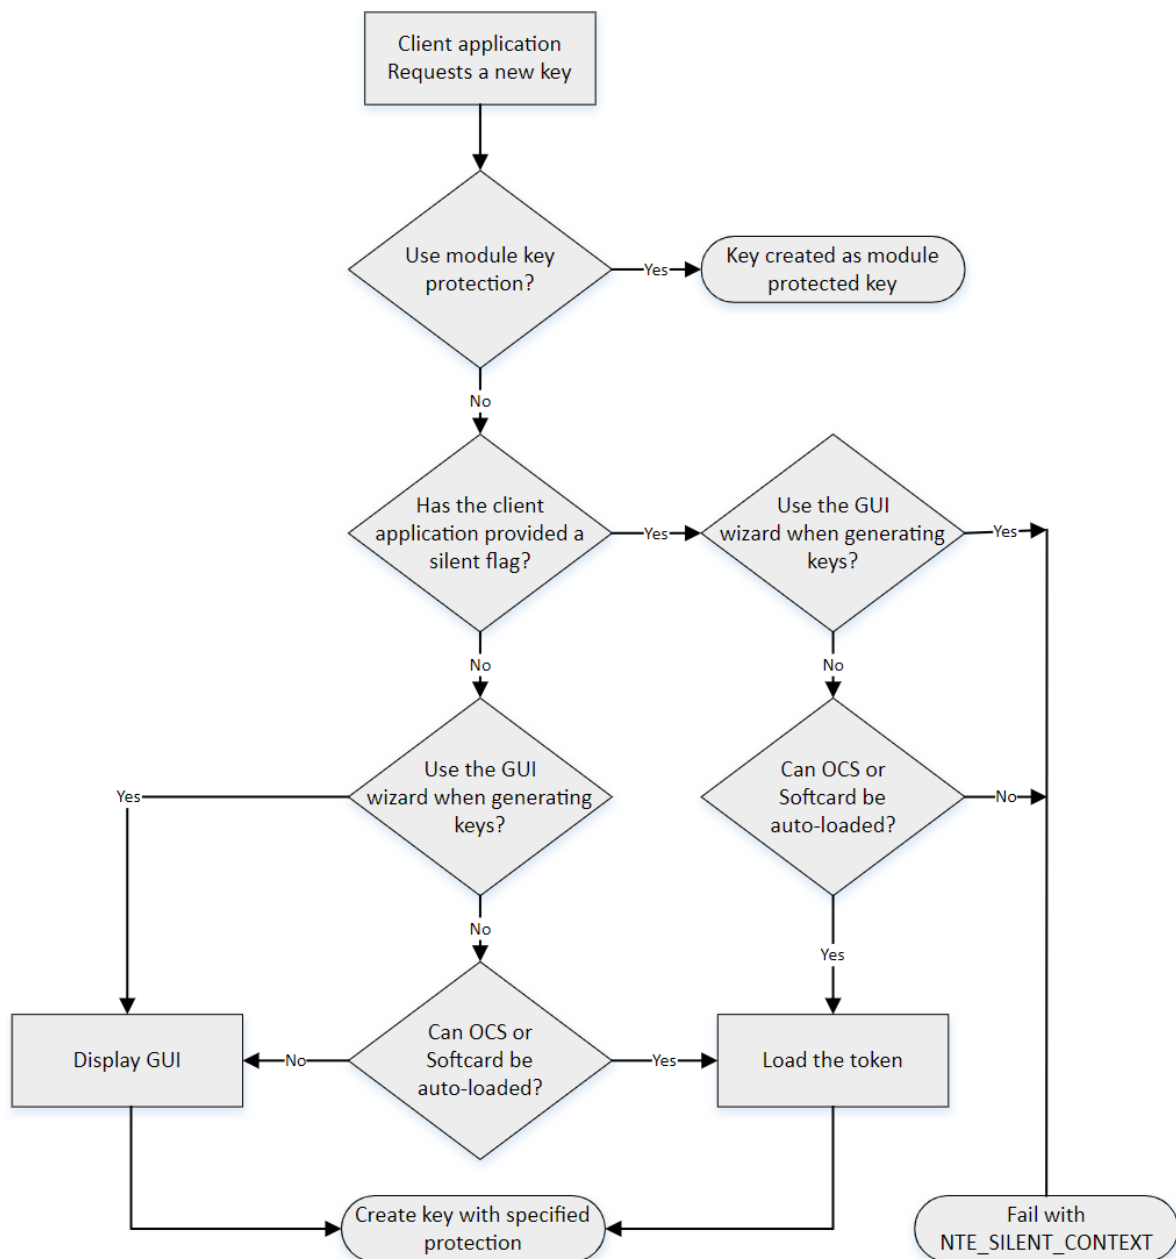 Client application
Requests a new key
Use module key
protection?
Yes
Key created as module
protected key
No
Has the client
application provided a
silent flag?
Yes
Use the GUI
wizard when generating
keys?
Yes
No
No
Use the GUI
wizard when generating
keys?
Yes
Can OCS or
Softcard be
auto-loaded?
No
No
Yes
Display GUI
No
Can OCS or
Softcard be
auto-loaded?
Yes
Load the token
Create key with specified
protection
Fail with
NTE_SILENT_CONTEXT